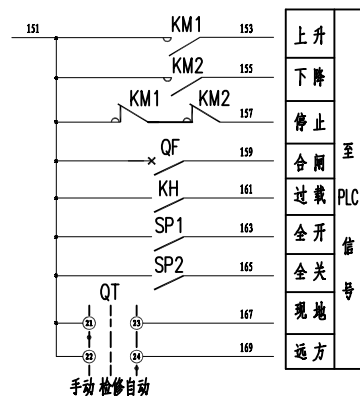 151
KM1
153
上升
KM2
155
下降
KM1
KM2
157
停止
QF
159
合闸
KH
161
过载
SP1
163
全开
SP2
165
全关
QT
21
23
167
现地
22
24
169
远方
手动 检修 自动
至
PLC
信
号